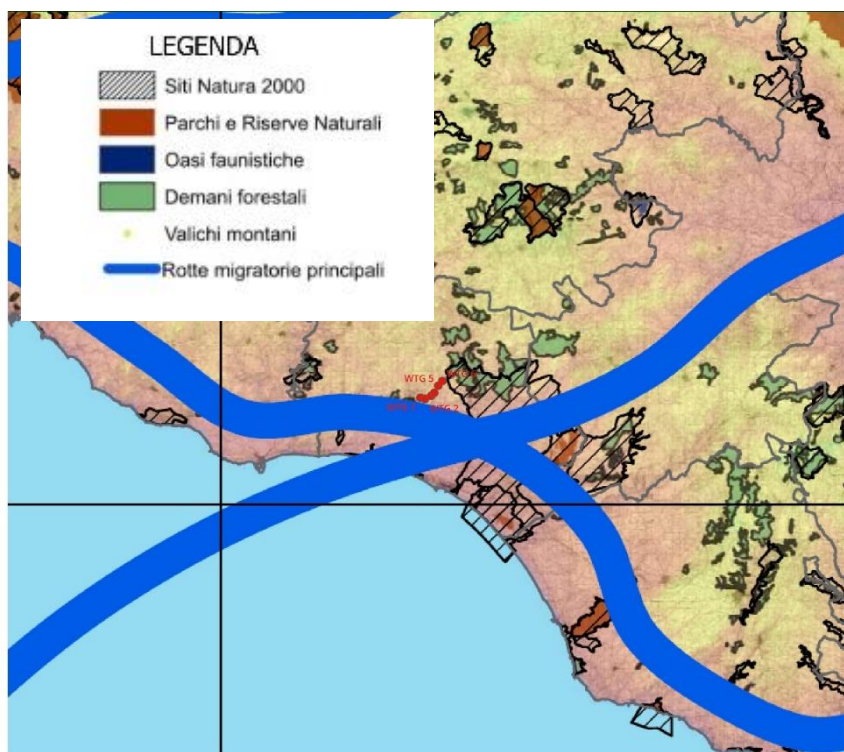 LEGENDA
Siti Natura 2000
Parchi e Riserve Naturali
Oasi faunistiche
Demani forestali
Valichi montani
Rotte migratorie principali
WTG 5
WTG 2